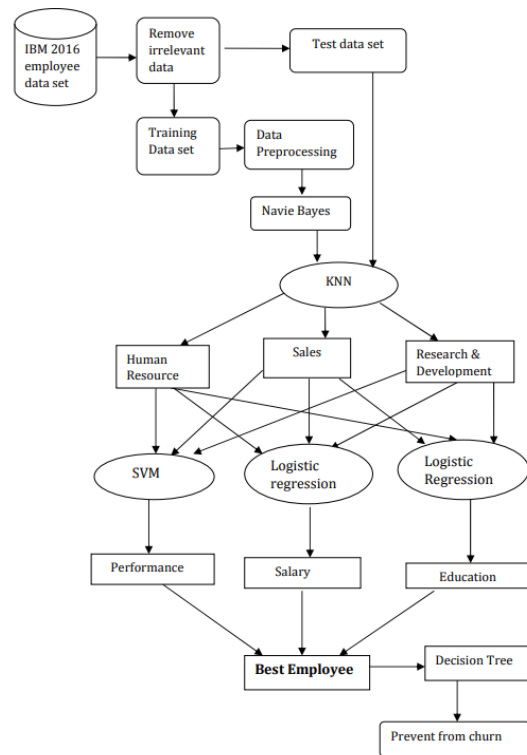 IBM 2016
employee
data set
Remove
irrelevant
data
Test data set
Training
Data set
Data
Preprocessing
Navie Bayes
KNN
Human
Resource
Sales
Research &
Development
SVM
Logistic
regression
Logistic
Regression
Performance
Salary
Education
Best Employee
Decision Tree
Prevent from churn